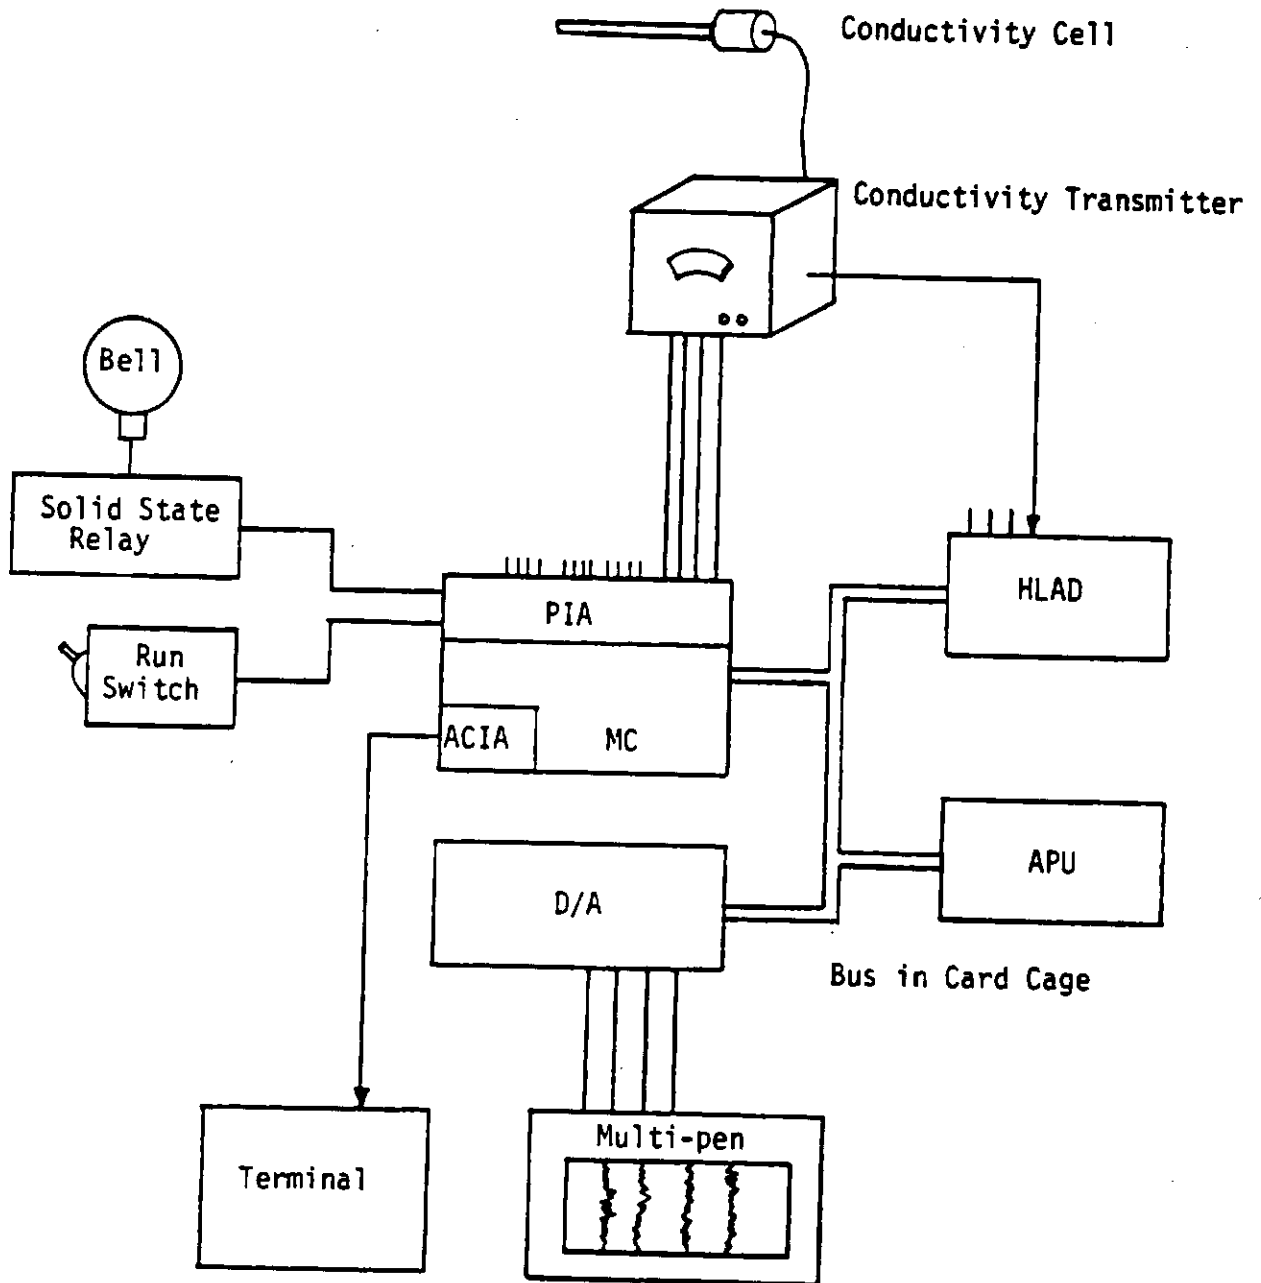 Conductivity Cell
Conductivity Transmitter
Bell
Solid State
Relay
PIA
HLAD
Run
Switch
ACIA
MC
D/A
APU
Bus in Card Cage
Multi-pen
Terminal